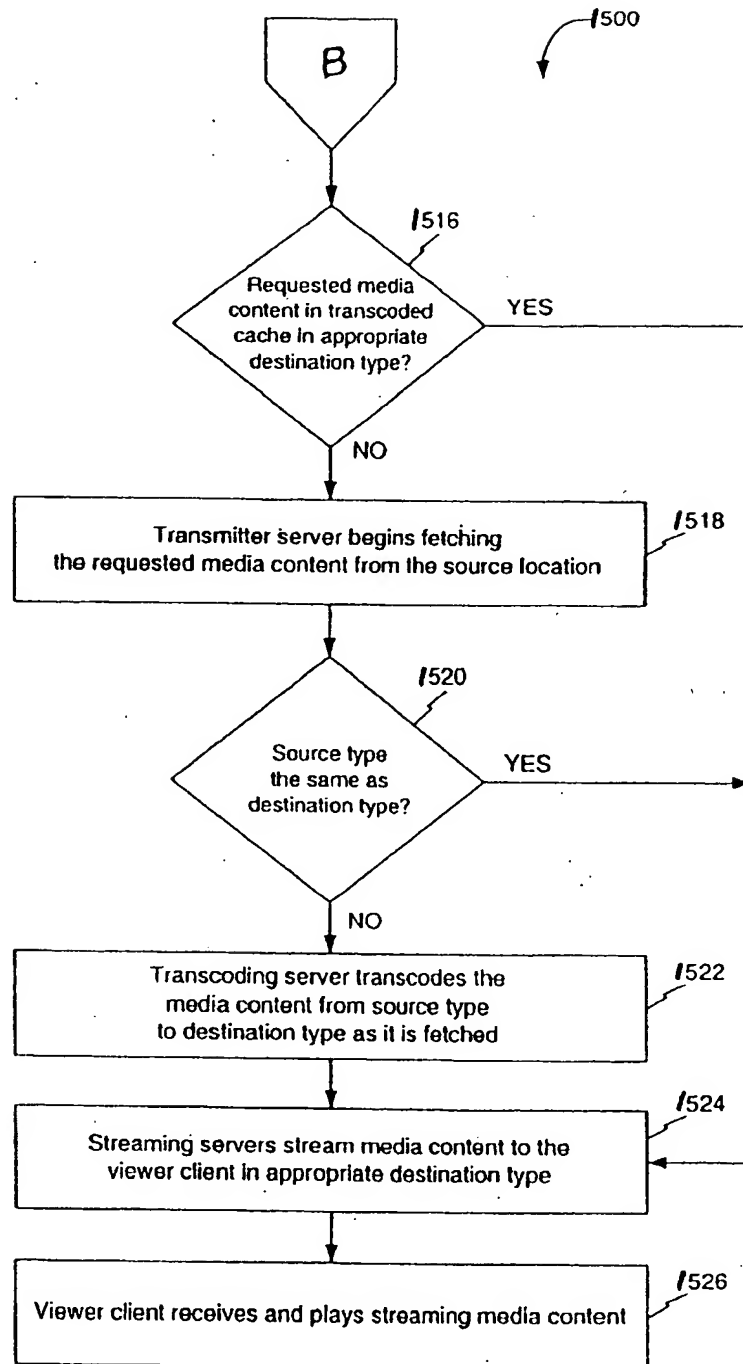 B
1500
1516
Requested media
content in transcoded
cache in appropriate
destination type?
YES
NO
1518
Transmitter server begins fetching
the requested media content from the source location
1520
Source type
the same as
destination type?
YES
NO
1522
Transcoding server transcodes the
media content from source type
to destination type as it is fetched
1524
Streaming servers stream media content to the
viewer client in appropriate destination type
1526
Viewer client receives and plays streaming media content